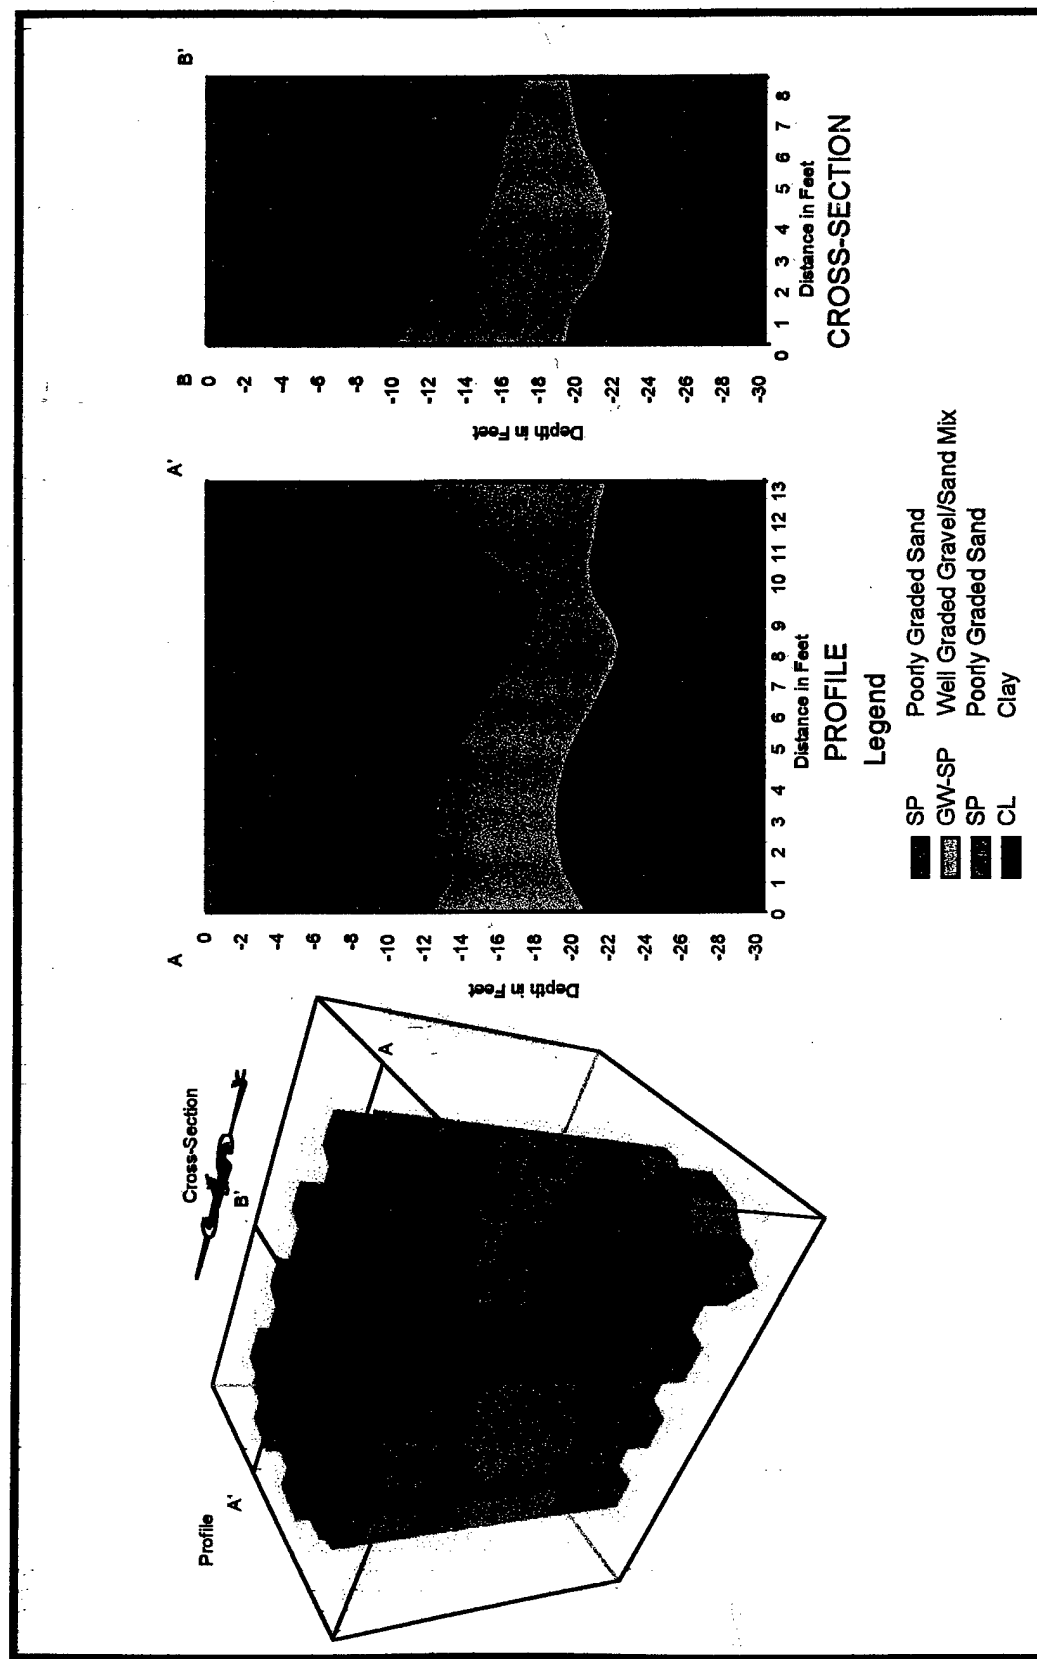 Cross-Section
B'
A
Profile
A'
A
A'
0
-2
-4
-6
-8
-10
-12
-14
-16
-18
-20
-22
-24
-26
-28
-30
Depth in Feet
0 1 2 3 4 5 6 7 8 9 10 11 12 13
Distance in Feet
PROFILE
B
B'
0
-2
-4
-6
-8
-10
-12
-14
-16
-18
-20
-22
-24
-26
-28
-30
Depth in Feet
0 1 2 3 4 5 6 7 8
Distance in Feet
CROSS-SECTION
Legend
SP Poorly Graded Sand
GW-SP Well Graded Gravel/Sand Mix
SP Poorly Graded Sand
CL Clay